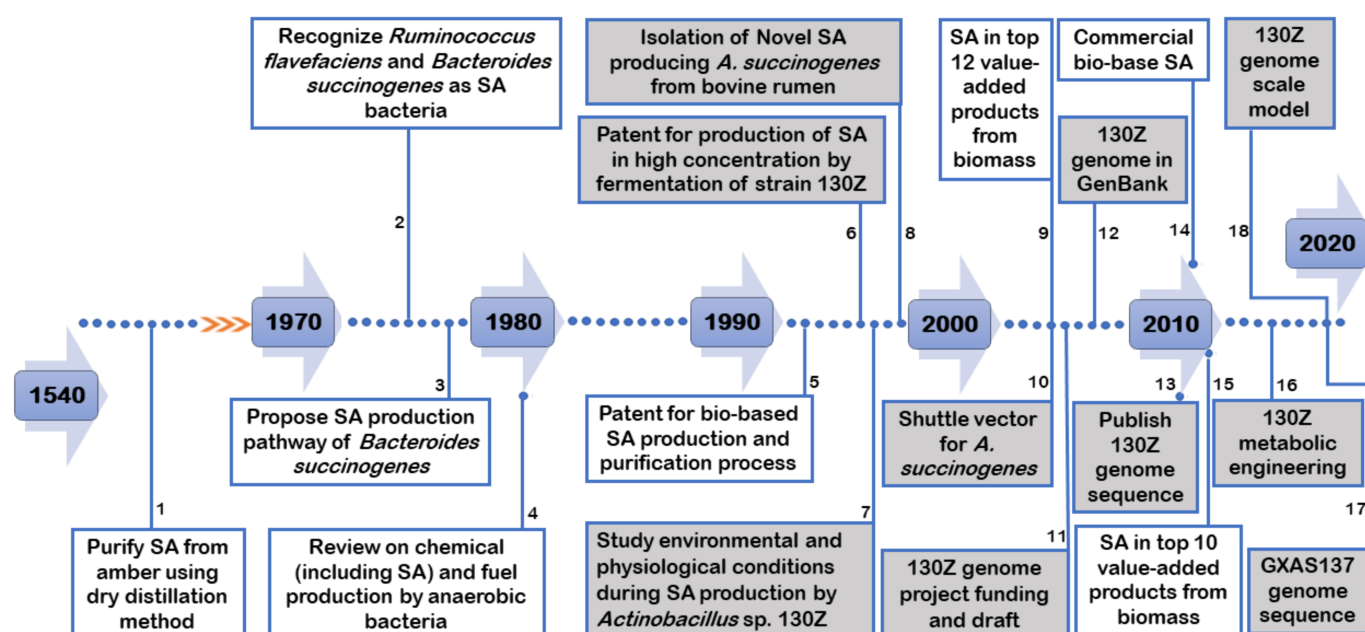 Recognize Ruminococcus
flavefaciens and Bacteroides
succinogenes as SA
bacteria
Isolation of Novel SA
producing A. succinogenes
from bovine rumen
Patent for production of SA
in high concentration by
fermentation of strain 130Z
SA in top
12 value-
added
products
from
biomass
Commercial
bio-base SA
130Z
genome in
GenBank
130Z
genome
scale
model
2
6
8
9
12
14
18
1540
1970
1980
1990
2000
2010
2020
1
3
4
5
7
10
11
13
15
16
17
Purify SA from
amber using
dry distillation
method
Propose SA production
pathway of Bacteroides
succinogenes
Review on chemical
(including SA) and fuel
production by anaerobic
bacteria
Patent for bio-based
SA production and
purification process
Study environmental and
physiological conditions
during SA production by
Actinobacillus sp. 130Z
Shuttle vector
for A.
succinogenes
130Z genome
project funding
and draft
Publish
130Z
genome
sequence
SA in top 10
value-added
products from
biomass
130Z
metabolic
engineering
GXAS137
genome
sequence